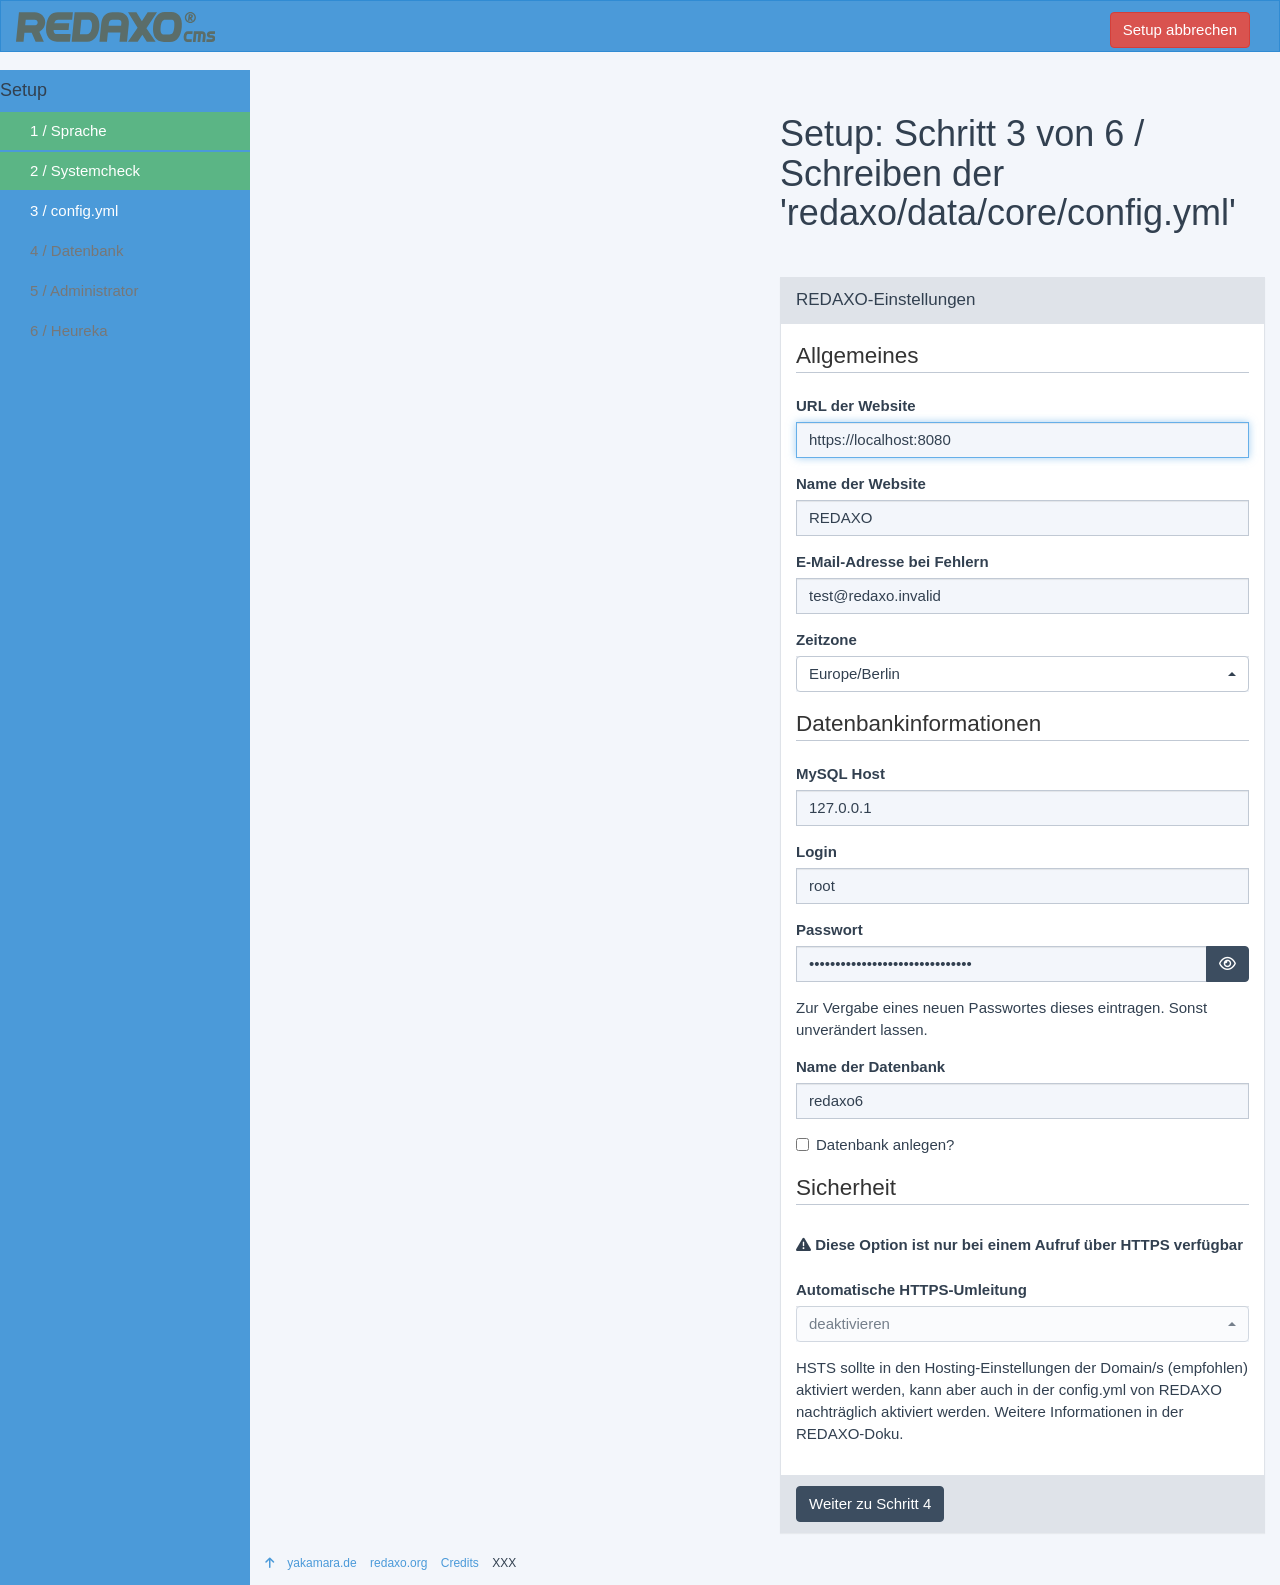 REDAXO® cms
Setup abbrechen
Setup
1 / Sprache
2 / Systemcheck
3 / config.yml
4 / Datenbank
5 / Administrator
6 / Heureka
Setup: Schritt 3 von 6 /
Schreiben der
'redaxo/data/core/config.yml'
REDAXO-Einstellungen
Allgemeines
URL der Website
https://localhost:8080
Name der Website
REDAXO
E-Mail-Adresse bei Fehlern
test@redaxo.invalid
Zeitzone
Europe/Berlin
Datenbankinformationen
MySQL Host
127.0.0.1
Login
root
Passwort
•••••••••••••••••••••••••••••••
Zur Vergabe eines neuen Passwortes dieses eintragen. Sonst
unverändert lassen.
Name der Datenbank
redaxo6
Datenbank anlegen?
Sicherheit
Diese Option ist nur bei einem Aufruf über HTTPS verfügbar
Automatische HTTPS-Umleitung
deaktivieren
HSTS sollte in den Hosting-Einstellungen der Domain/s (empfohlen)
aktiviert werden, kann aber auch in der config.yml von REDAXO
nachträglich aktiviert werden. Weitere Informationen in der
REDAXO-Doku.
Weiter zu Schritt 4
yakamara.de redaxo.org Credits XXX